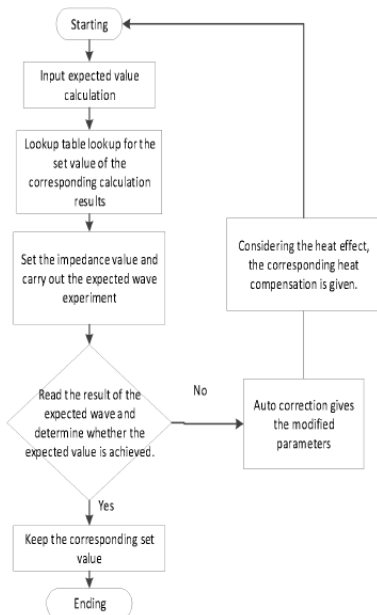 Starting
Input expected value
calculation
Lookup table lookup for the
set value of the
corresponding calculation
results
Set the impedance value and
carry out the expected wave
experiment
Considering the heat effect,
the corresponding heat
compensation is given.
Read the result of the
expected wave and
determine whether the
expected value is achieved.
No
Auto correction gives
the modified
parameters
Yes
Keep the corresponding set
value
Ending